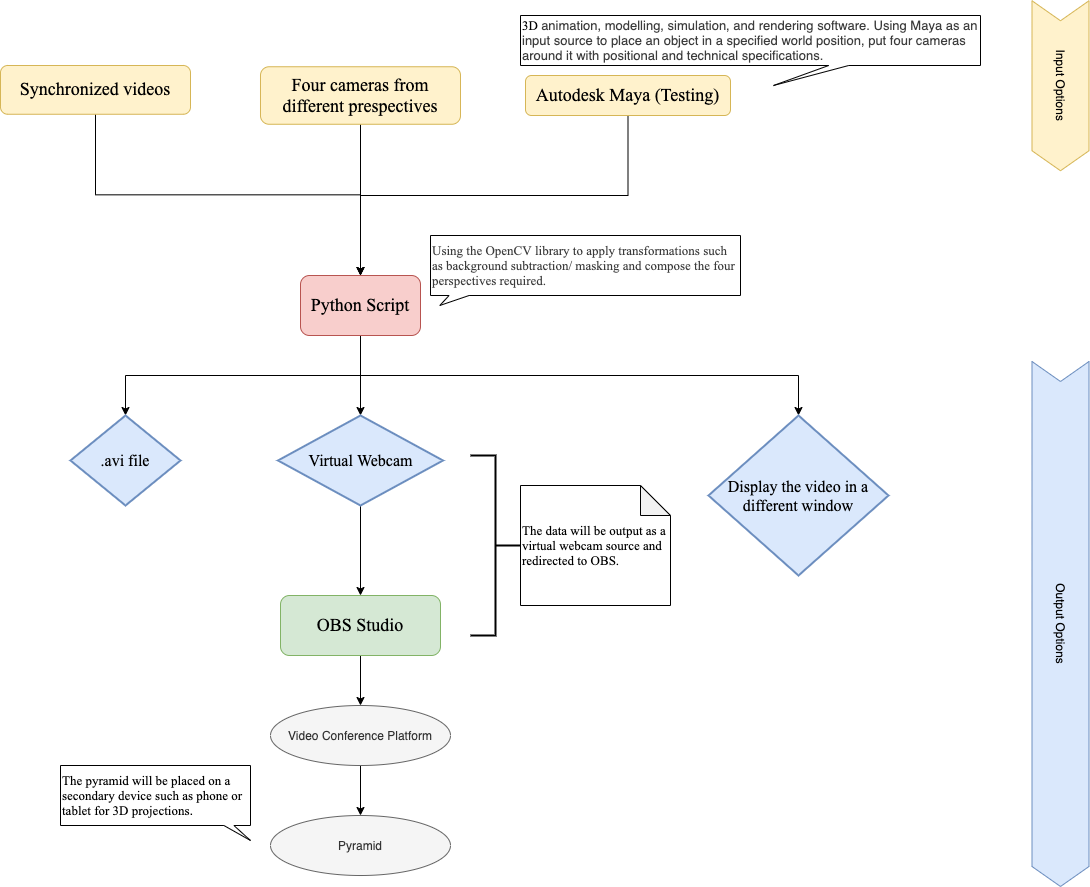 3D animation, modelling, simulation, and rendering software. Using Maya as an
input source to place an object in a specified world position, put four cameras
around it with positional and technical specifications.
Input Options
Synchronized videos
Four cameras from
different prespectives
Autodesk Maya (Testing)
Using the OpenCV library to apply transformations such
as background subtraction/ masking and compose the four
perspectives required.
Python Script
.avi file
Virtual Webcam
Display the video in a
different window
The data will be output as a
virtual webcam source and
redirected to OBS.
Output Options
OBS Studio
Video Conference Platform
The pyramid will be placed on a
secondary device such as phone or
tablet for 3D projections.
Pyramid